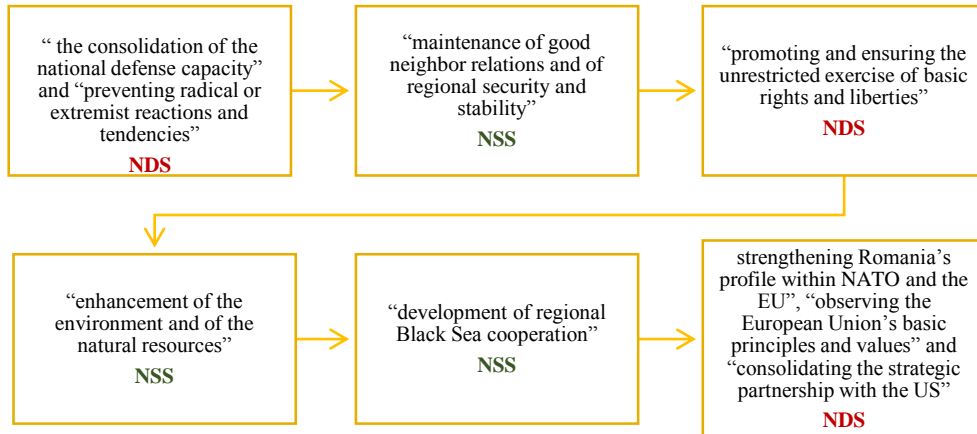 “ the consolidation of the
national defense capacity”
and “preventing radical or
extremist reactions and
tendencies”
NDS
“maintenance of good
neighbor relations and of
regional security and
stability”
NSS
“promoting and ensuring the
unrestricted exercise of basic
rights and liberties”
NDS
“enhancement of the
environment and of the
natural resources”
NSS
“development of regional
Black Sea cooperation”
NSS
strengthening Romania’s
profile within NATO and the
EU”, “observing the
European Union’s basic
principles and values” and
“consolidating the strategic
partnership with the US”
NDS